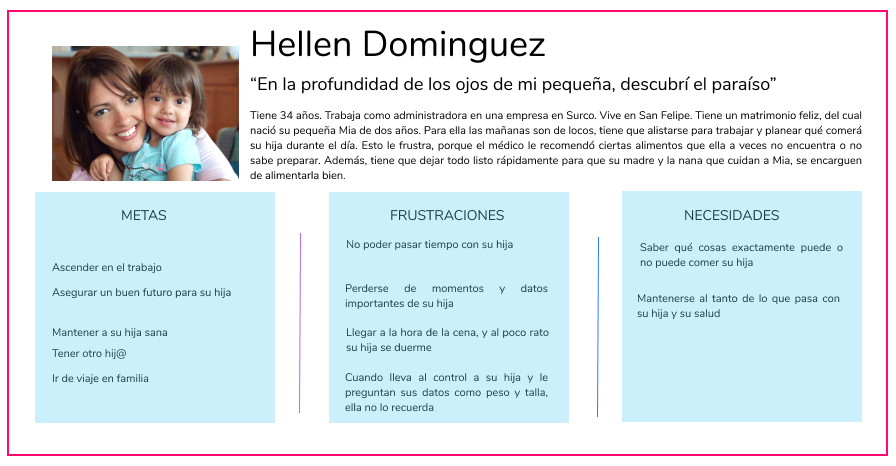 Hellen Dominguez
“En la profundidad de los ojos de mi pequeña, descubrí el paraíso”
Tiene 34 años. Trabaja como administradora en una empresa en Surco. Vive en San Felipe. Tiene un matrimonio feliz, del cual
nació su pequeña Mia de dos años. Para ella las mañanas son de locos, tiene que alistarse para trabajar y planear qué comerá
su hija durante el día. Esto le frustra, porque el médico le recomendó ciertas alimentos que ella a veces no encuentra o no
sabe preparar. Además, tiene que dejar todo listo rápidamente para que su madre y la nana que cuidan a Mia, se encarguen
de alimentarla bien.
METAS
Ascender en el trabajo
Asegurar un buen futuro para su hija
Mantener a su hija sana
Tener otro hij@
Ir de viaje en familia
FRUSTRACIONES
No poder pasar tiempo con su hija
Perderse de momentos y datos
importantes de su hija
Llegar a la hora de la cena, y al poco rato
su hija se duerme
Cuando lleva al control a su hija y le
preguntan sus datos como peso y talla,
ella no lo recuerda
NECESIDADES
Saber qué cosas exactamente puede o
no puede comer su hija
Mantenerse al tanto de lo que pasa con
su hija y su salud